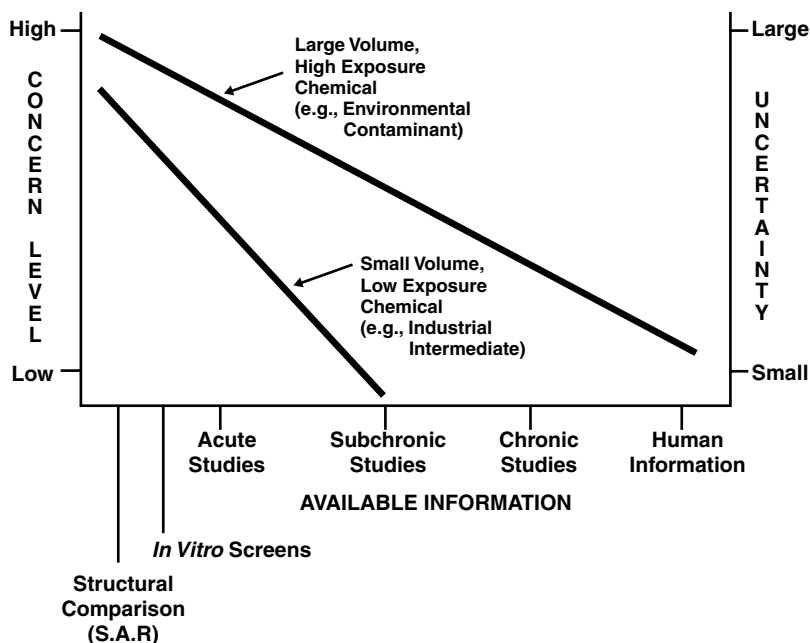 High
Large
CONCERN LEVEL
UNCERTAINTY
Large Volume,
High Exposure
Chemical
(e.g., Environmental
Contaminant)
Small Volume,
Low Exposure
Chemical
(e.g., Industrial
Intermediate)
Low
Small
Acute
Studies
Subchronic
Studies
Chronic
Studies
Human
Information
AVAILABLE INFORMATION
In Vitro Screens
Structural
Comparison
(S.A.R)